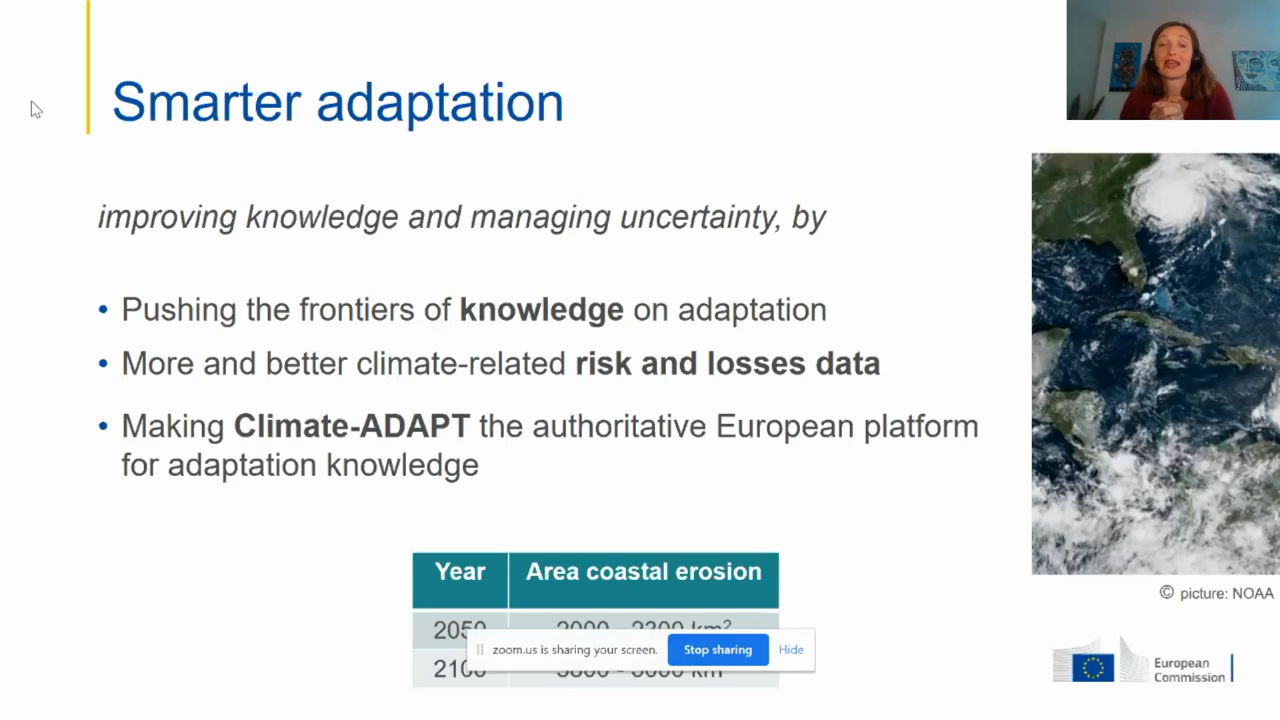 Smarter adaptation
improving knowledge and managing uncertainty, by
• Pushing the frontiers of knowledge on adaptation
• More and better climate-related risk and losses data
• Making Climate-ADAPT the authoritative European platform
for adaptation knowledge
Year Area coastal erosion
2050
zoom.us is sharing your screen. Stop sharing Hide
2100
© picture: NOAA
European
Commission